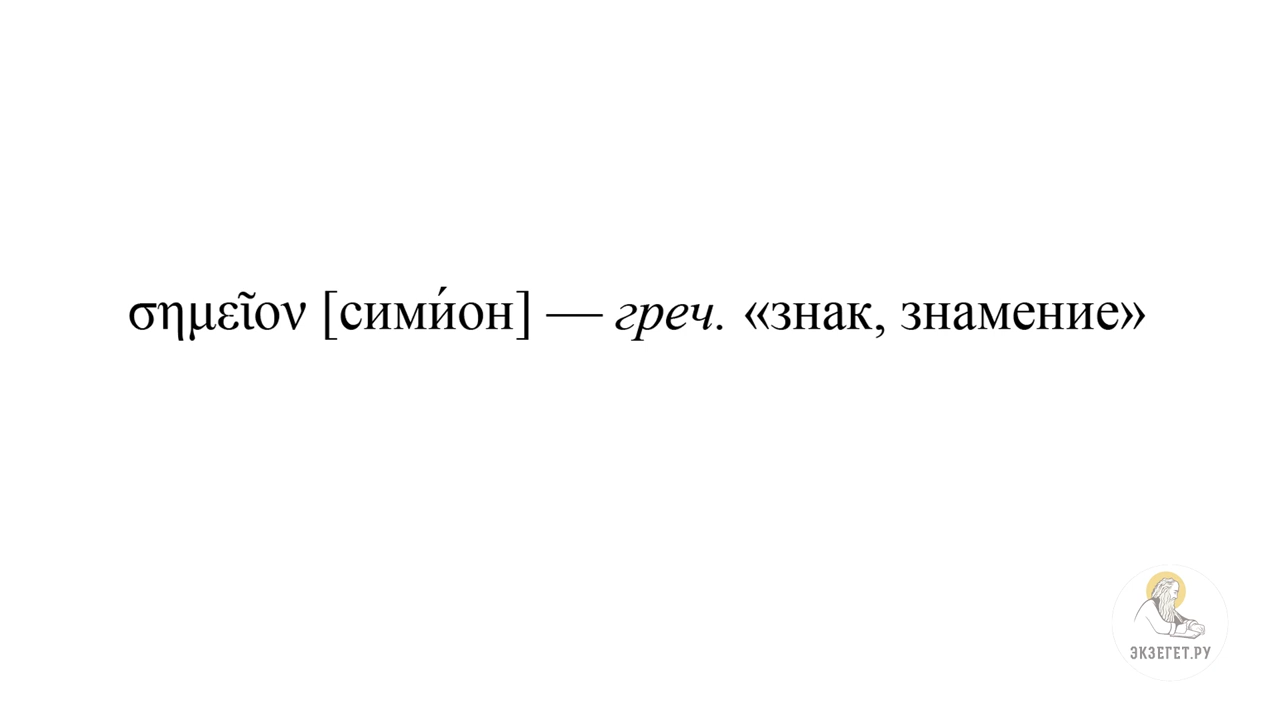 σημεῖον [сими́он] — греч. «знак, знамение»
ЭКЗЕГЕТ.РУ